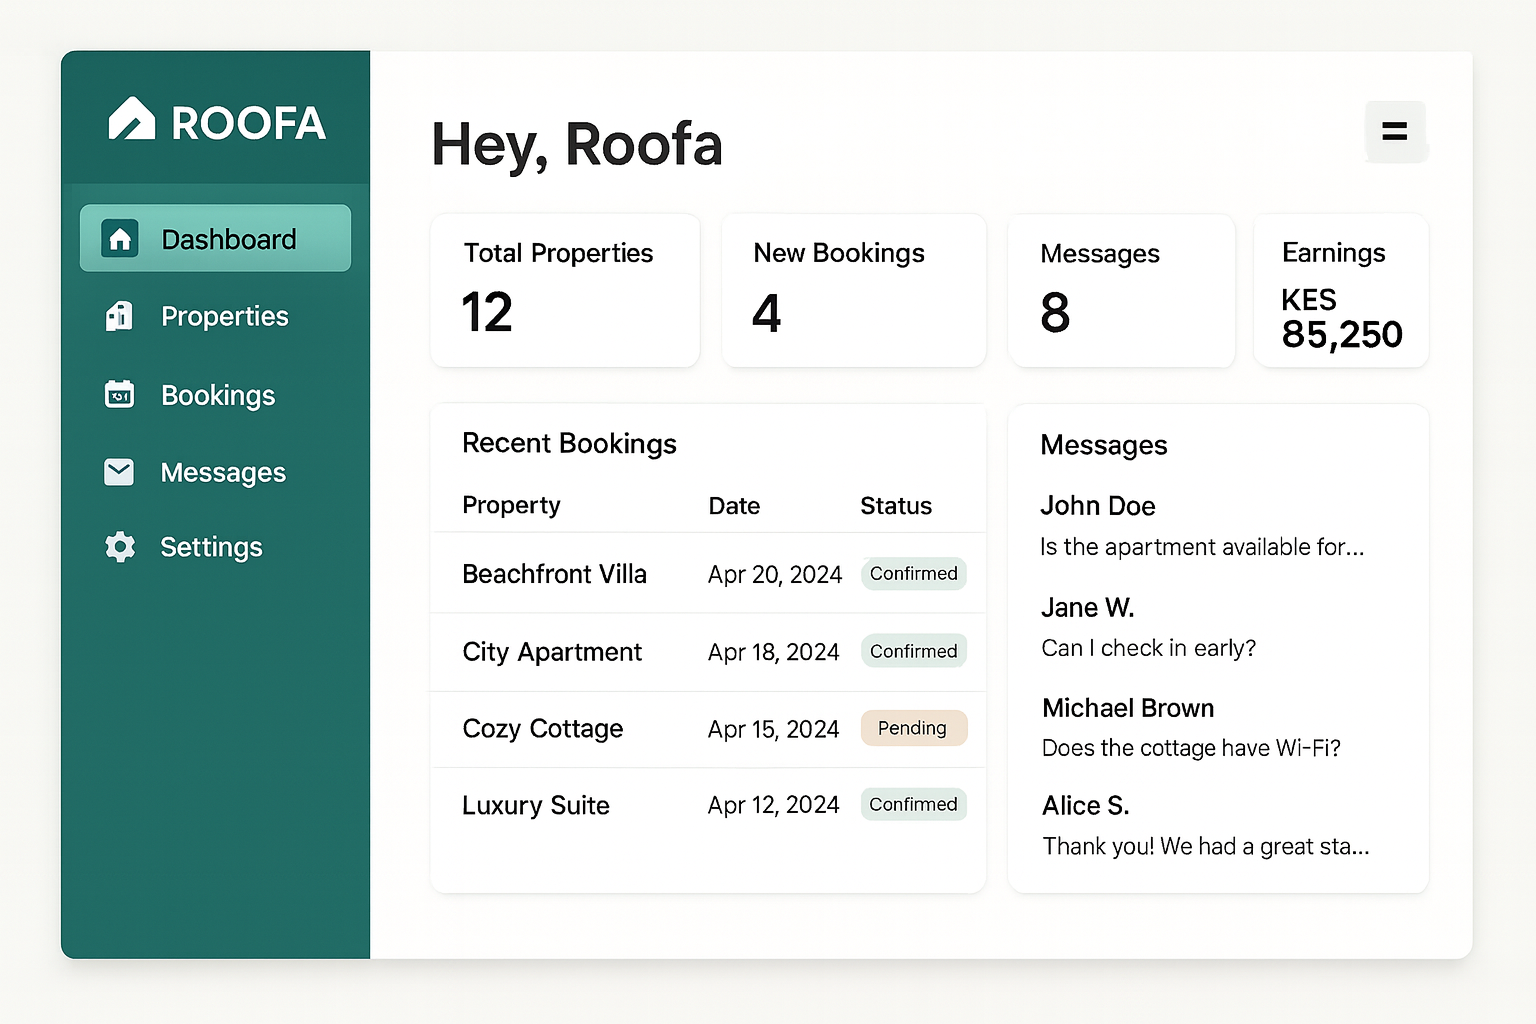 ROOFA
Dashboard
Properties
Bookings
Messages
Settings
Hey, Roofa
Total Properties
12
New Bookings
4
Messages
8
Earnings
KES
85,250
Recent Bookings
Property Date Status
Beachfront Villa Apr 20, 2024 Confirmed
City Apartment Apr 18, 2024 Confirmed
Cozy Cottage Apr 15, 2024 Pending
Luxury Suite Apr 12, 2024 Confirmed
Messages
John Doe
Is the apartment available for...
Jane W.
Can I check in early?
Michael Brown
Does the cottage have Wi-Fi?
Alice S.
Thank you! We had a great sta...